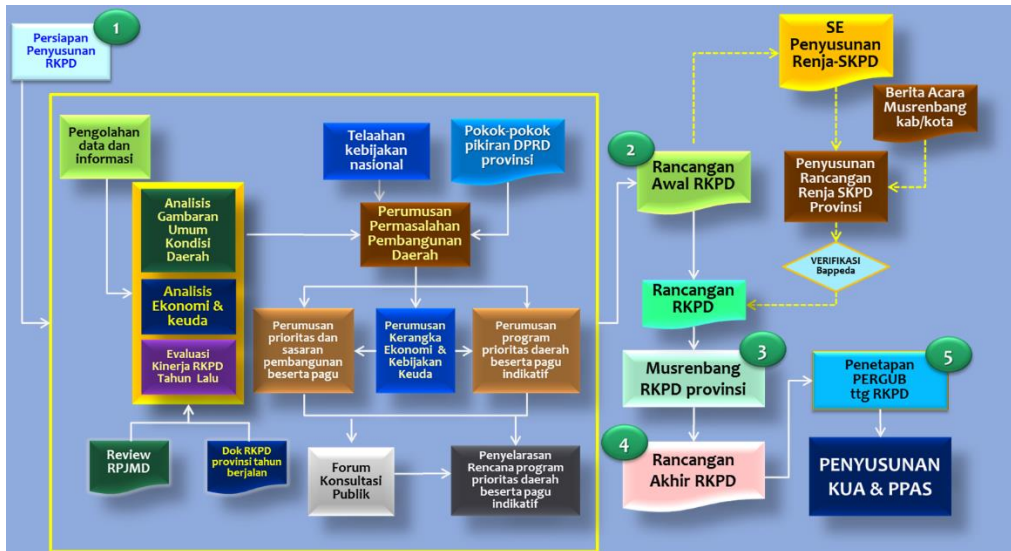 1
Persiapan
Penyusunan
RKPD
Pengolahan
data dan
informasi
Analisis
Gambaran
Umum
Kondisi
Daerah
Analisis
Ekonomi &
keuda
Evaluasi
Kinerja RKPD
Tahun Lalu
Review
RPJMD
Dok RKPD
provinsi tahun
berjalan
Telaahan
kebijakan
nasional
Pokok-pokok
pikiran DPRD
provinsi
Perumusan
Permasalahan
Pembangunan
Daerah
Perumusan
prioritas dan
sasaran
pembangunan
beserta pagu
Perumusan
Kerangka
Ekonomi &
Kebijakan
Keuda
Perumusan
program
prioritas daerah
beserta pagu
indikatif
Forum
Konsultasi
Publik
Penyelarasan
Rencana program
prioritas daerah
beserta pagu
indikatif
2
Rancangan
Awal RKPD
SE
Penyusunan
Renja-SKPD
Berita Acara
Musrenbang
kab/kota
Penyusunan
Rancangan
Renja SKPD
Provinsi
VERIFIKASI
Bappeda
Rancangan
RKPD
3
Musrenbang
RKPD provinsi
4
Rancangan
Akhir RKPD
5
Penetapan
PERGUB
ttg RKPD
PENYUSUNAN
KUA & PPAS